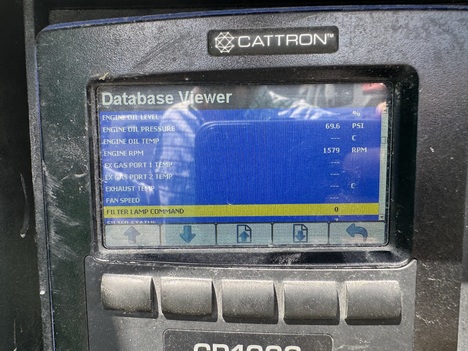 CATTRON™
Database Viewer
ENGINE OIL LEVEL %
ENGINE OIL PRESSURE 69.6 PSI
ENGINE OIL TEMP --- C
ENGINE RPM 1579 RPM
EX GAS PORT 1 TEMP ---
EX GAS PORT 2 TEMP ---
EXHAUST TEMP --- C
FAN SPEED ---
FILTER LAMP COMMAND 0